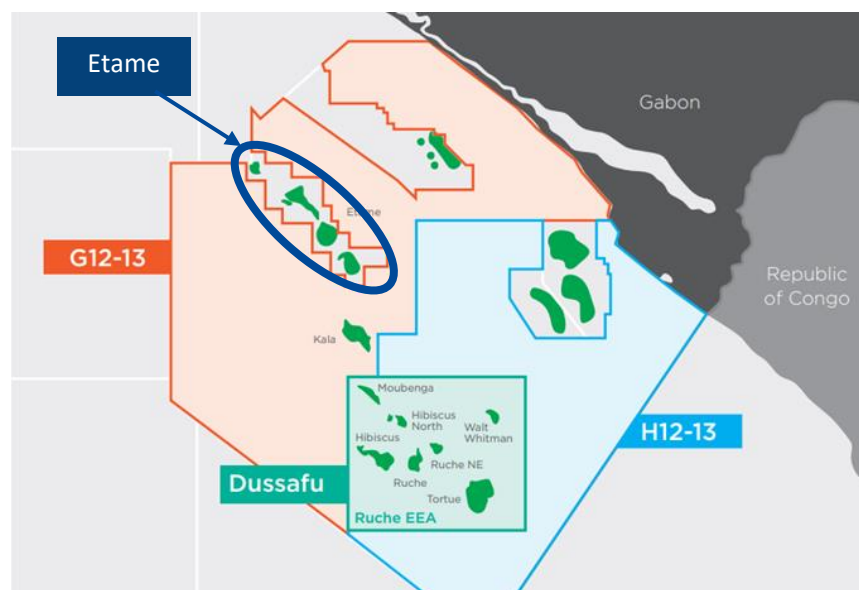 Etame
Gabon
Etame
G12-13
Republic
of Congo
Kala
Moubenga
Hibiscus
North
Walt
Whitman
Hibiscus
H12-13
Ruche NE
Dussafu
Ruche
Tortue
Ruche EEA